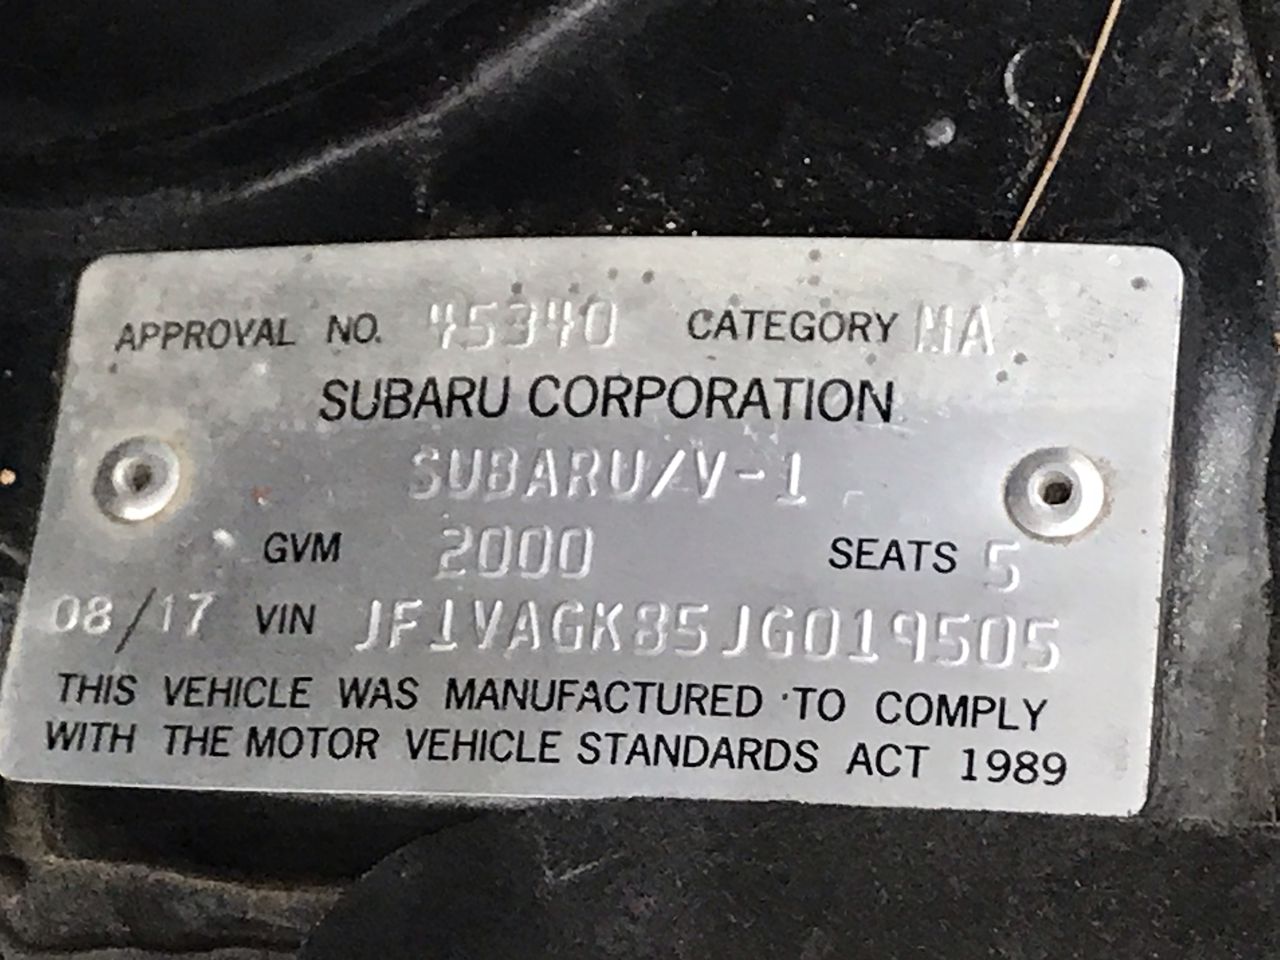 APPROVAL NO. 45340 CATEGORY MA
SUBARU CORPORATION
SUBARU/V-1
GVM 2000 SEATS 5
08/17 VIN JF1VAGK85JG019505
THIS VEHICLE WAS MANUFACTURED TO COMPLY
WITH THE MOTOR VEHICLE STANDARDS ACT 1989